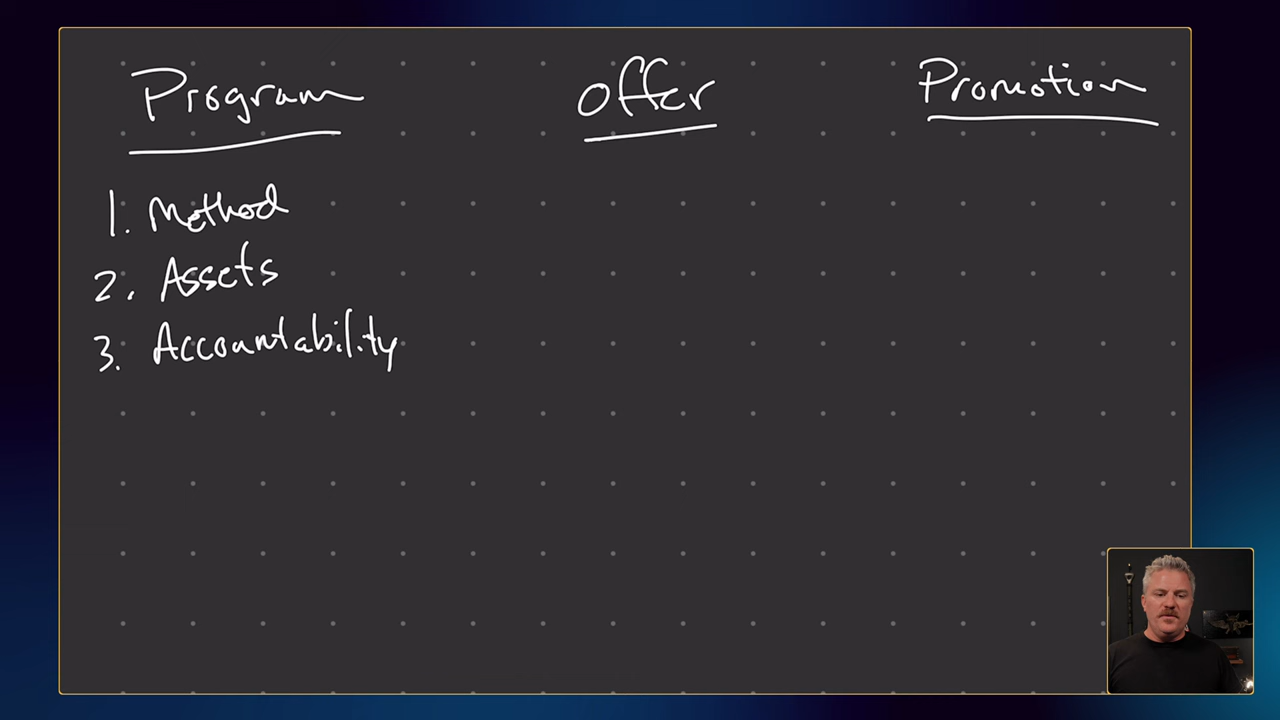 Program offer Promotion
1. Method
2. Assets
3. Accountability